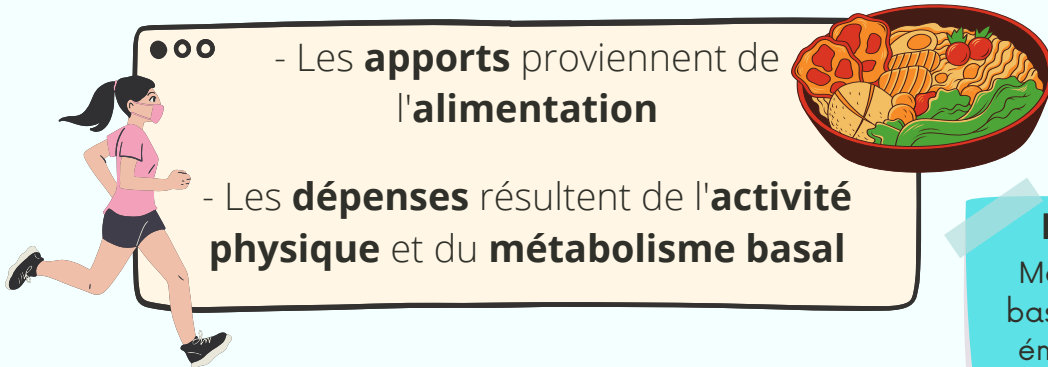 - Les apports proviennent de
l'alimentation
- Les dépenses résultent de l'activité
physique et du métabolisme basal